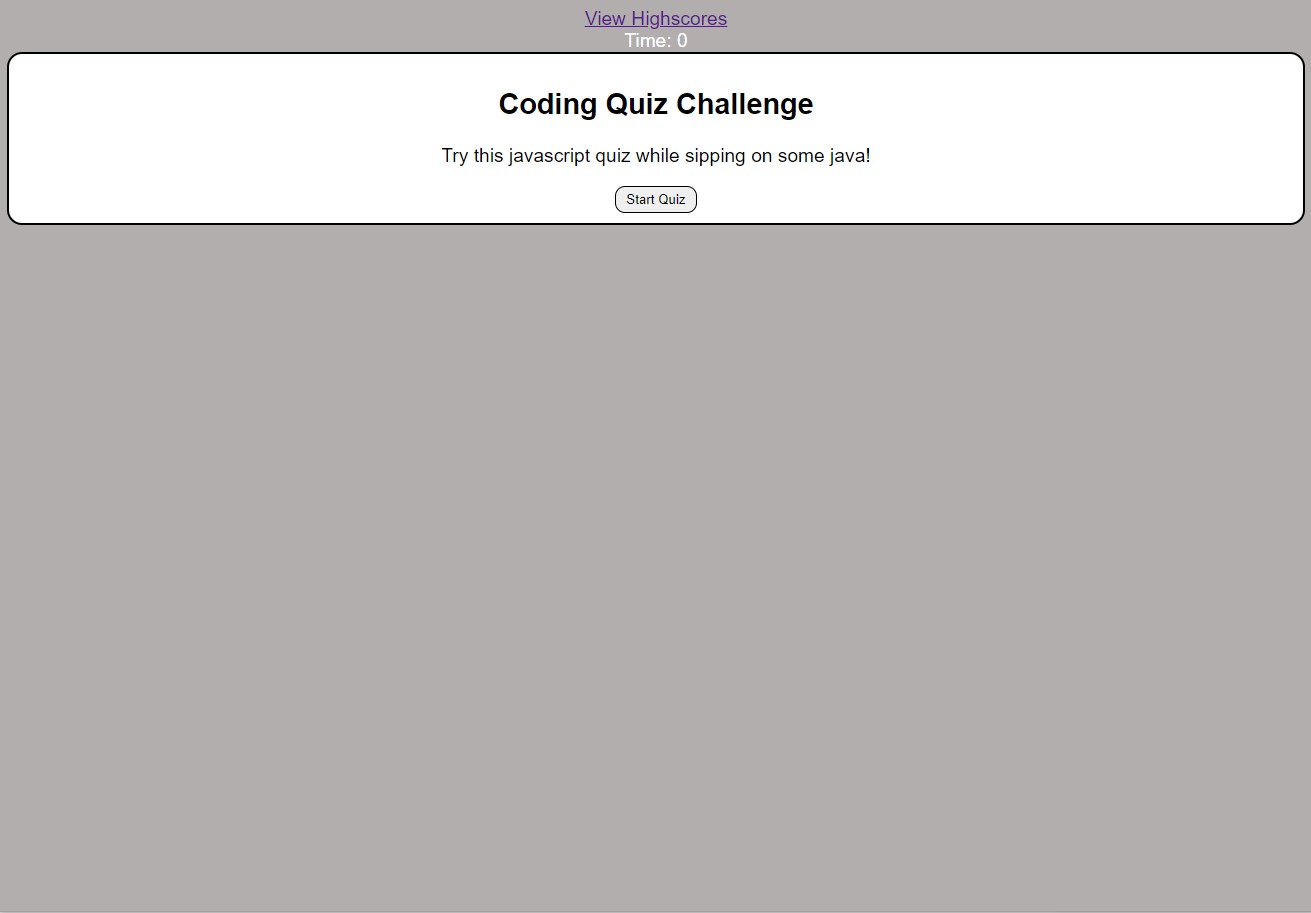 View Highscores
Time: 0
Coding Quiz Challenge
Try this javascript quiz while sipping on some java!
Start Quiz